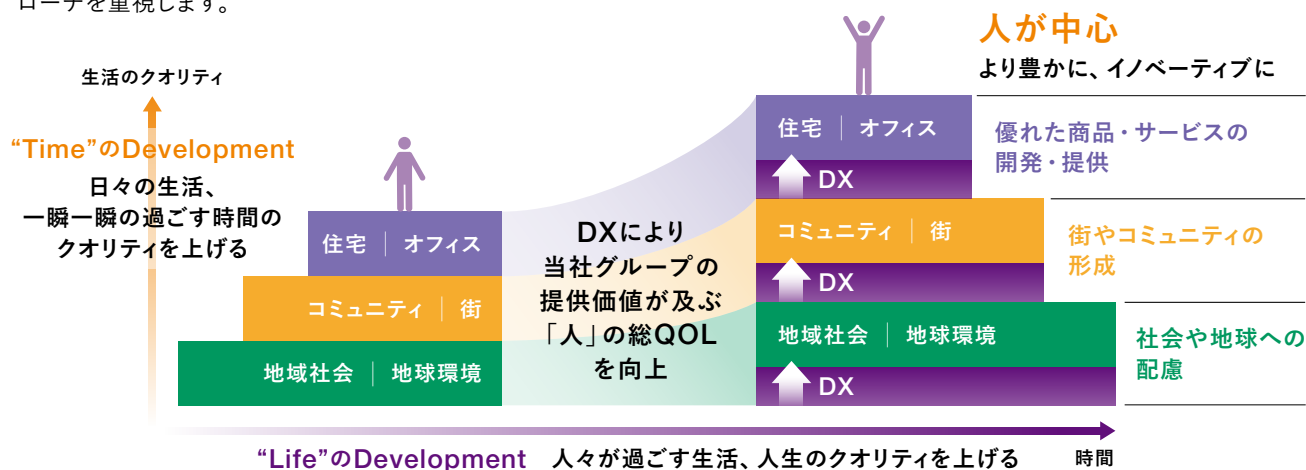 ローチを重視します。
人が中心
より豊かに、イノベーティブに
生活のクオリティ
“Time”のDevelopment
日々の生活、
一瞬一瞬の過ごす時間の
クオリティを上げる
住宅｜オフィス
コミュニティ｜街
地域社会｜地球環境
DXにより
当社グループの
提供価値が及ぶ
「人」の総QOL
を向上
住宅｜オフィス
DX
コミュニティ｜街
DX
地域社会｜地球環境
DX
優れた商品・サービスの
開発・提供
街やコミュニティの
形成
社会や地球への
配慮
“Life”のDevelopment 人々が過ごす生活、人生のクオリティを上げる
時間